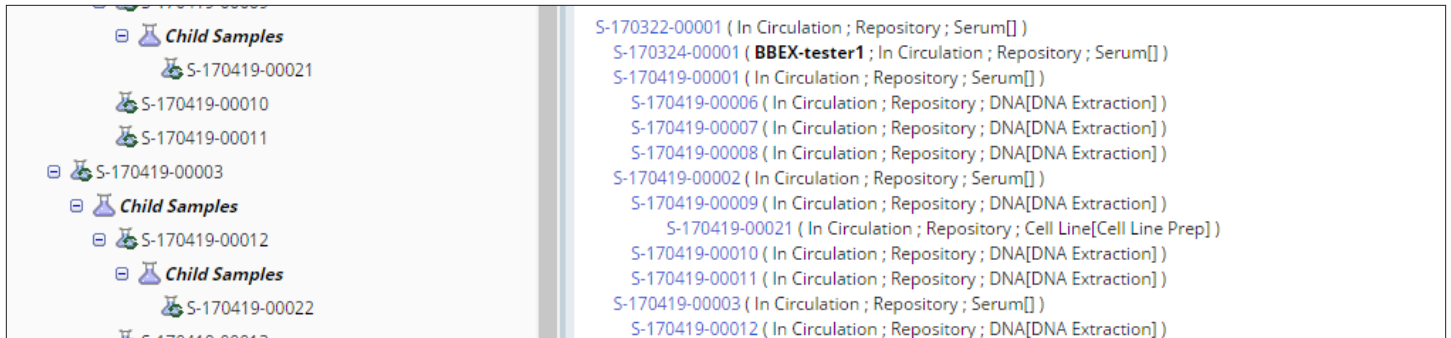 Child Samples
S-170419-00021
S-170419-00010
S-170419-00011
S-170419-00003
Child Samples
S-170419-00012
Child Samples
S-170419-00022
S-170322-00001 ( In Circulation ; Repository ; Serum[] )
S-170324-00001 ( BBEX-tester1 ; In Circulation ; Repository ; Serum[] )
S-170419-00001 ( In Circulation ; Repository ; Serum[] )
S-170419-00006 ( In Circulation ; Repository ; DNA[DNA Extraction] )
S-170419-00007 ( In Circulation ; Repository ; DNA[DNA Extraction] )
S-170419-00008 ( In Circulation ; Repository ; DNA[DNA Extraction] )
S-170419-00002 ( In Circulation ; Repository ; Serum[] )
S-170419-00009 ( In Circulation ; Repository ; DNA[DNA Extraction] )
S-170419-00021 ( In Circulation ; Repository ; Cell Line[Cell Line Prep] )
S-170419-00010 ( In Circulation ; Repository ; DNA[DNA Extraction] )
S-170419-00011 ( In Circulation ; Repository ; DNA[DNA Extraction] )
S-170419-00003 ( In Circulation ; Repository ; Serum[] )
S-170419-00012 ( In Circulation ; Repository ; DNA[DNA Extraction] )